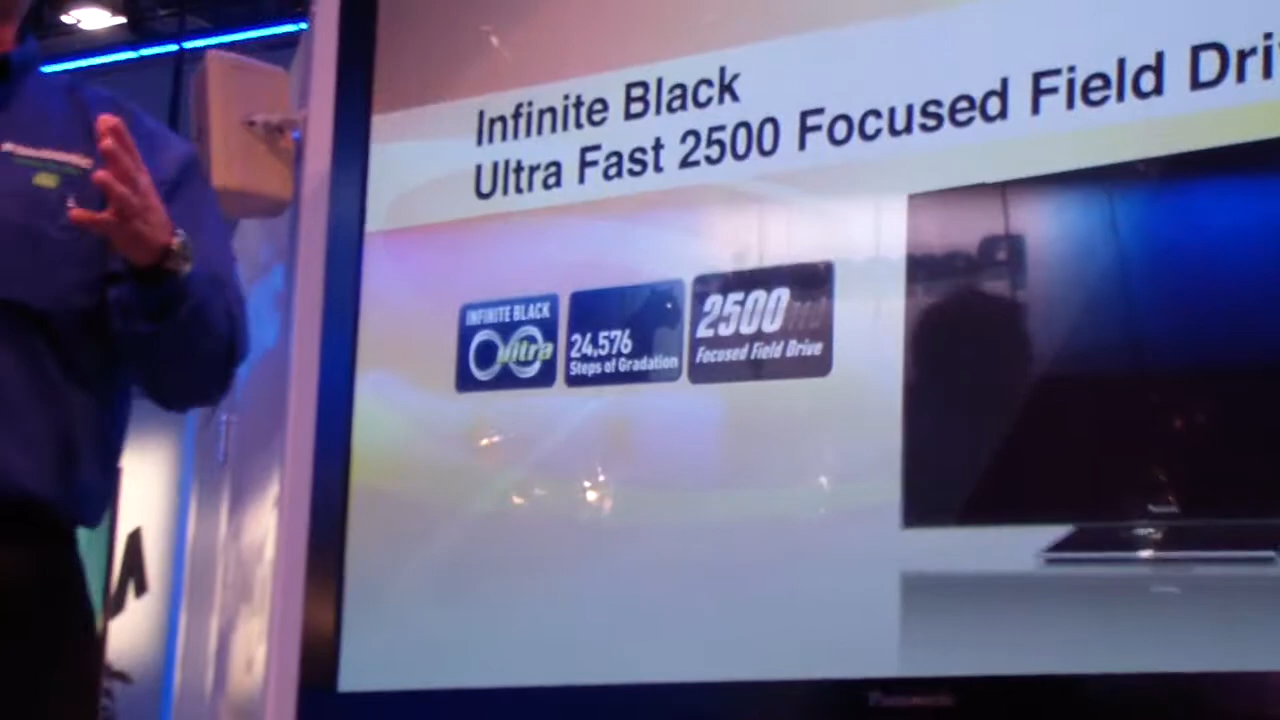 Infinite Black
Ultra Fast 2500 Focused Field Dri
INFINITE BLACK
ultra
24,576
Steps of Gradation
2500
Focused Field Drive
Panasonic